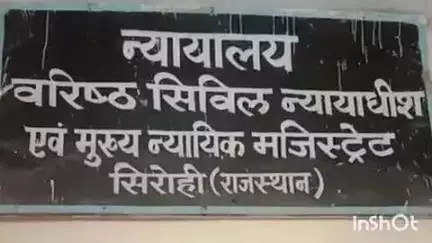 न्यायालय
वरिष्ठ सिविल न्यायाधीश
एवं मुख्य न्यायिक मजिस्ट्रेट
सिरोही (राजस्थान)
InShOt